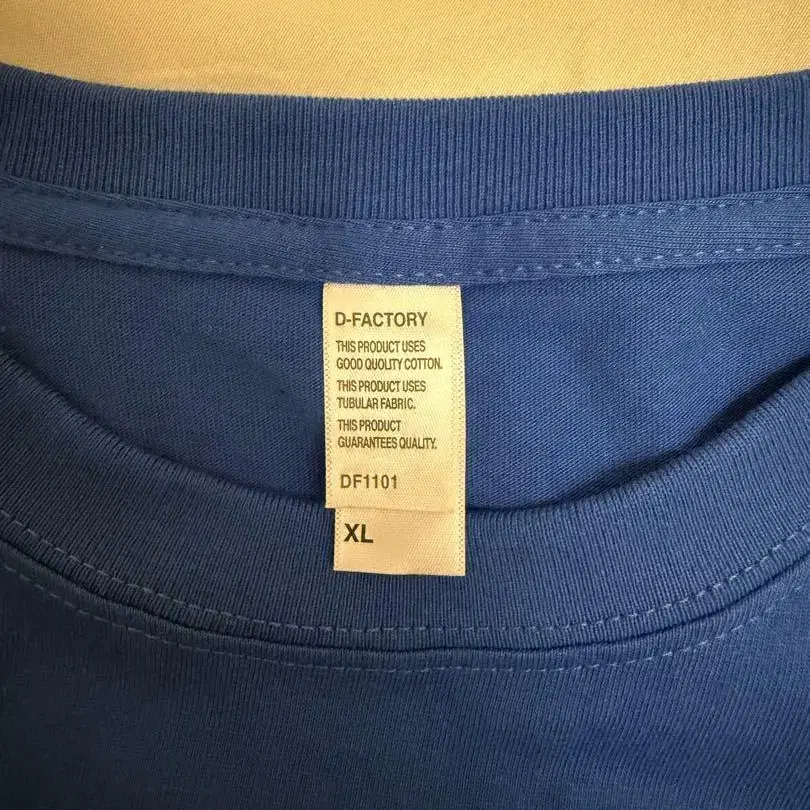 D-FACTORY
THIS PRODUCT USES
GOOD QUOLITY COTTON.
THIS PRODUCT USES
TUBULAR FABRIC.
THIS PRODUCT
GUARANTEES QUALITY.
DF1101
XL